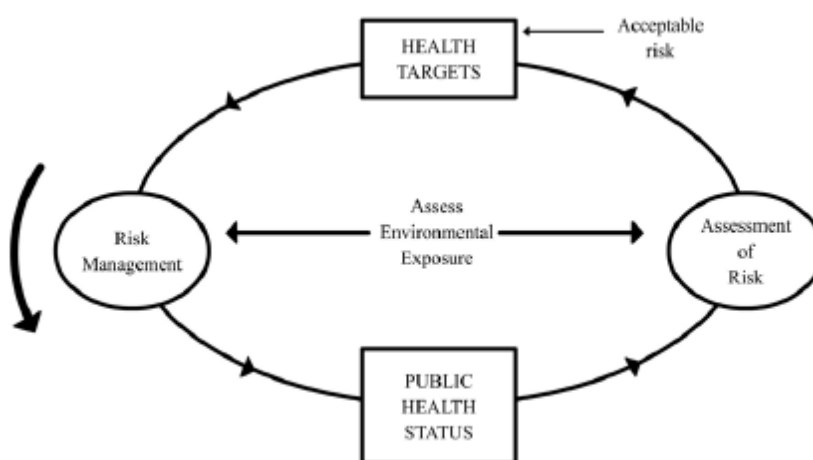 HEALTH
TARGETS
Acceptable
risk
Risk
Management
Assess
Environmental
Exposure
Assessment
of
Risk
PUBLIC
HEALTH
STATUS